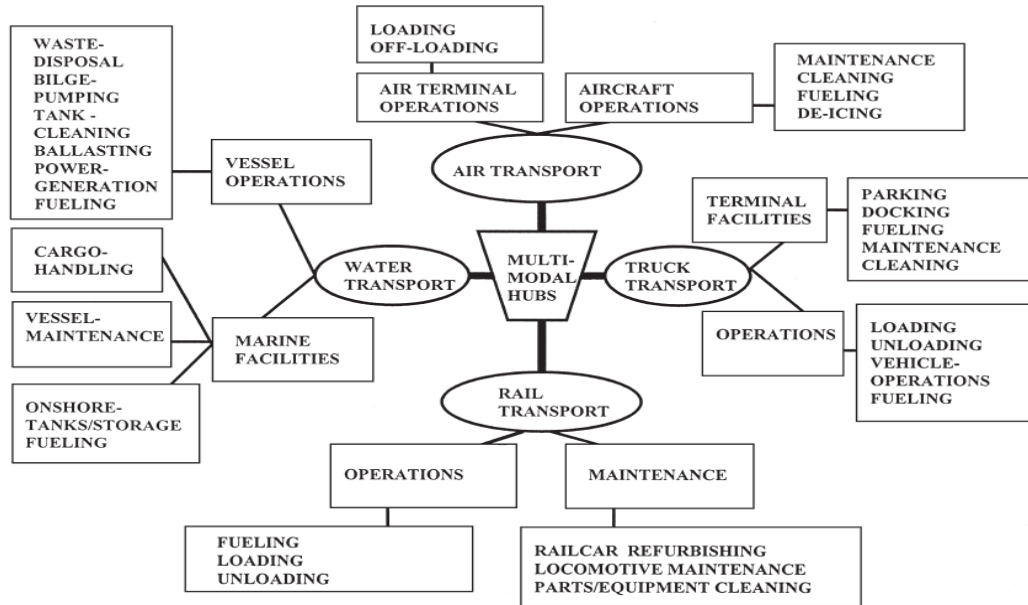 WASTE-
DISPOSAL
BILGE-
PUMPING
TANK -
CLEANING
BALLASTING
POWER-
GENERATION
FUELING
LOADING
OFF-LOADING
AIR TERMINAL
OPERATIONS
AIRCRAFT
OPERATIONS
MAINTENANCE
CLEANING
FUELING
DE-ICING
VESSEL
OPERATIONS
AIR TRANSPORT
TERMINAL
FACILITIES
PARKING
DOCKING
FUELING
MAINTENANCE
CLEANING
CARGO-
HANDLING
WATER
TRANSPORT
MULTI-
MODAL
HUBS
TRUCK
TRANSPORT
VESSEL-
MAINTENANCE
MARINE
FACILITIES
OPERATIONS
LOADING
UNLOADING
VEHICLE-
OPERATIONS
FUELING
ONSHORE-
TANKS/STORAGE
FUELING
RAIL
TRANSPORT
OPERATIONS
MAINTENANCE
FUELING
LOADING
UNLOADING
RAILCAR REFURBISHING
LOCOMOTIVE MAINTENANCE
PARTS/EQUIPMENT CLEANING